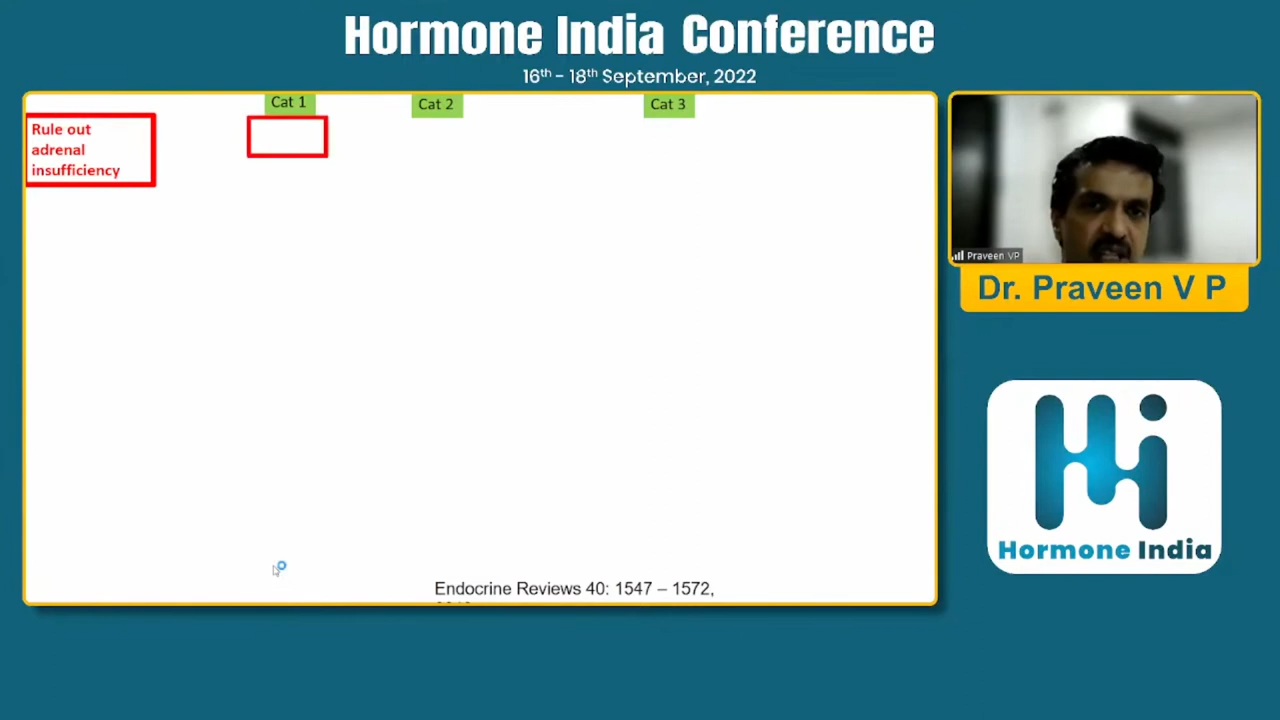 Hormone India Conference
16th - 18th September, 2022
Cat 1
Cat 2
Cat 3
Rule out
adrenal
insufficiency
Endocrine Reviews 40: 1547 – 1572,
Praveen VP
Dr. Praveen V P
Hi
Hormone India